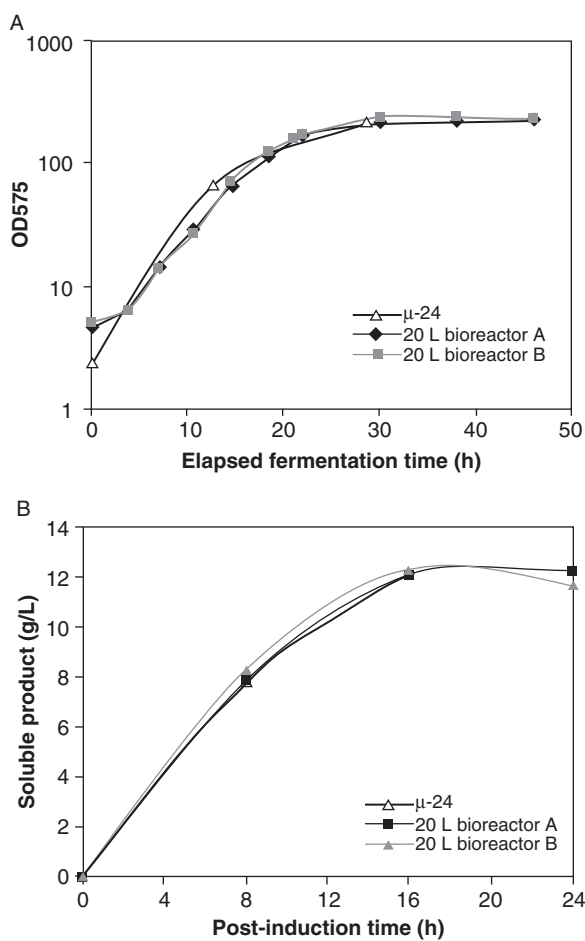 A
1000
100
10
1
OD575
0
10
20
30
40
50
Elapsed fermentation time (h)
μ-24
20 L bioreactor A
20 L bioreactor B
B
14
12
10
8
6
4
2
0
Soluble product (g/L)
0
4
8
12
16
20
24
Post-induction time (h)
μ-24
20 L bioreactor A
20 L bioreactor B